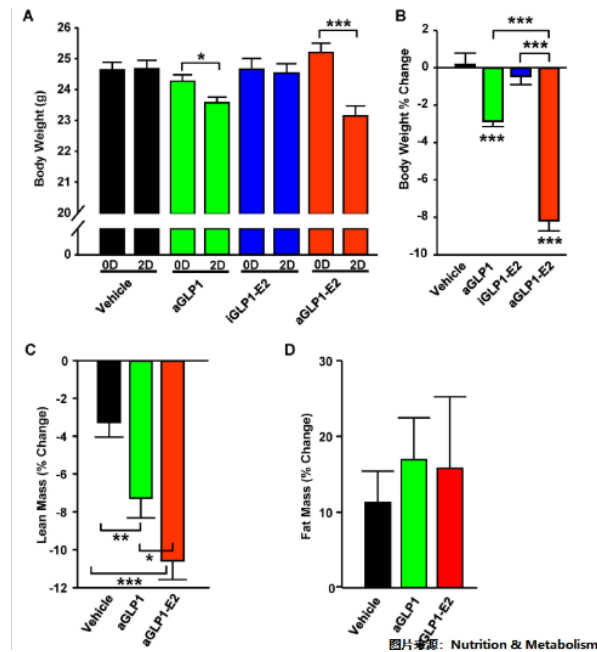 A
Body Weight (g)
26
25
24
23
22
21
20
0
*
***
0D 2D 0D 2D 0D 2D 0D 2D
Vehicle
aGLP1
iGLP1-E2
aGLP1-E2
B
Body Weight % Change
2
0
-2
-4
-6
-8
-10
***
***
***
***
Vehicle
aGLP1
iGLP1-E2
aGLP1-E2
C
Lean Mass (% Change)
0
-2
-4
-6
-8
-10
-12
**
*
***
Vehicle
aGLP1
aGLP1-E2
D
Fat Mass (% Change)
30
20
10
0
Vehicle
aGLP1
aGLP1-E2
图片来源：Nutrition & Metabolism